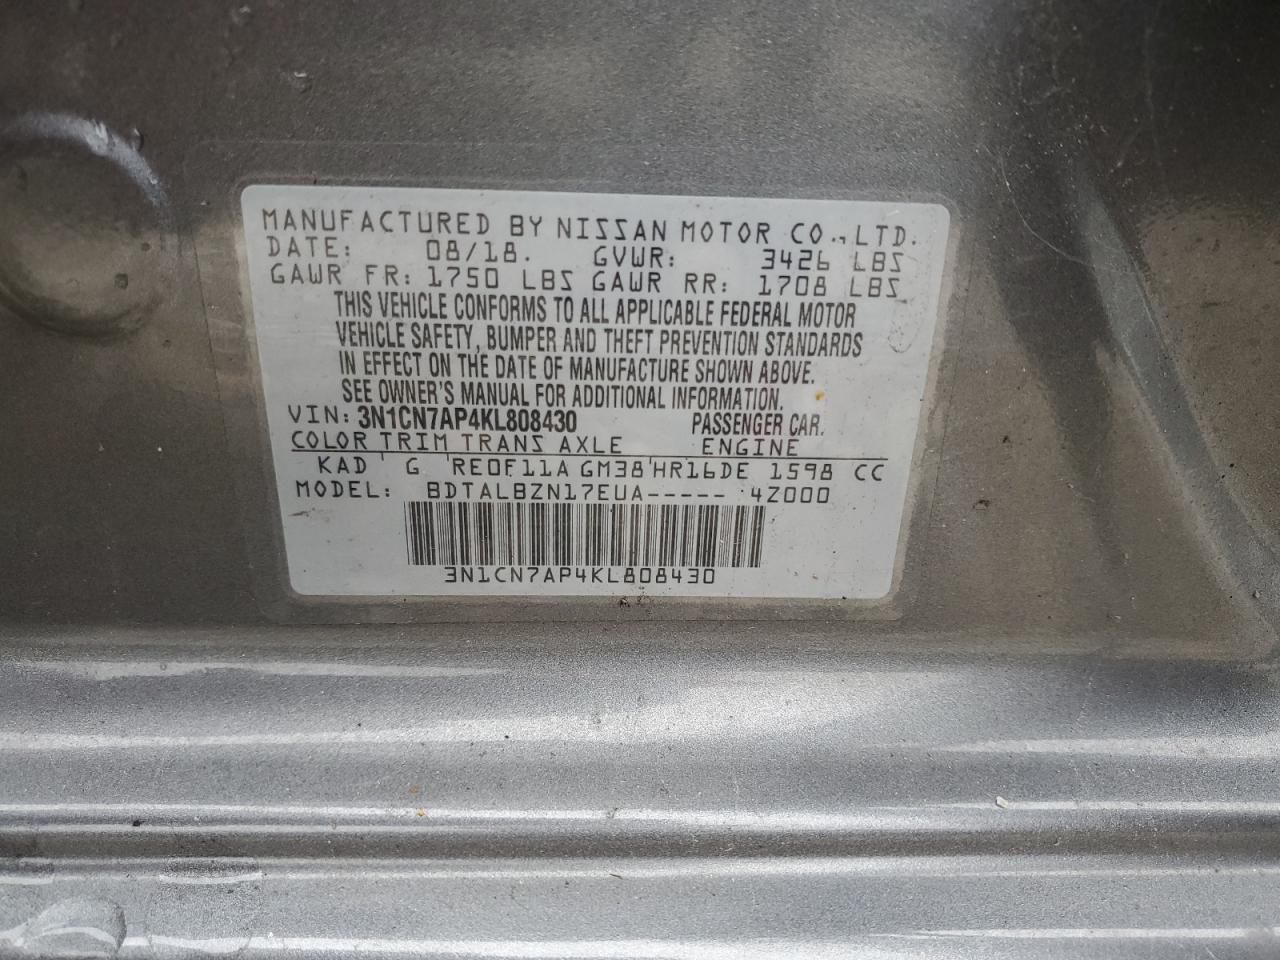 MANUFACTURED BY NISSAN MOTOR CO.,LTD.
DATE: 08/18. GVWR: 3426 LBS
GAWR FR: 1750 LBS GAWR RR: 1708 LBS
THIS VEHICLE CONFORMS TO ALL APPLICABLE FEDERAL MOTOR
VEHICLE SAFETY, BUMPER AND THEFT PREVENTION STANDARDS
IN EFFECT ON THE DATE OF MANUFACTURE SHOWN ABOVE.
SEE OWNER'S MANUAL FOR ADDITIONAL INFORMATION.
VIN: 3N1CN7AP4KL808430 PASSENGER CAR.
COLOR TRIM TRANS AXLE ENGINE
KAD G RE0F11A GM38 HR16DE 1598 CC
MODEL: BDTALBZN17EUA----- 4Z000
3N1CN7AP4KL808430